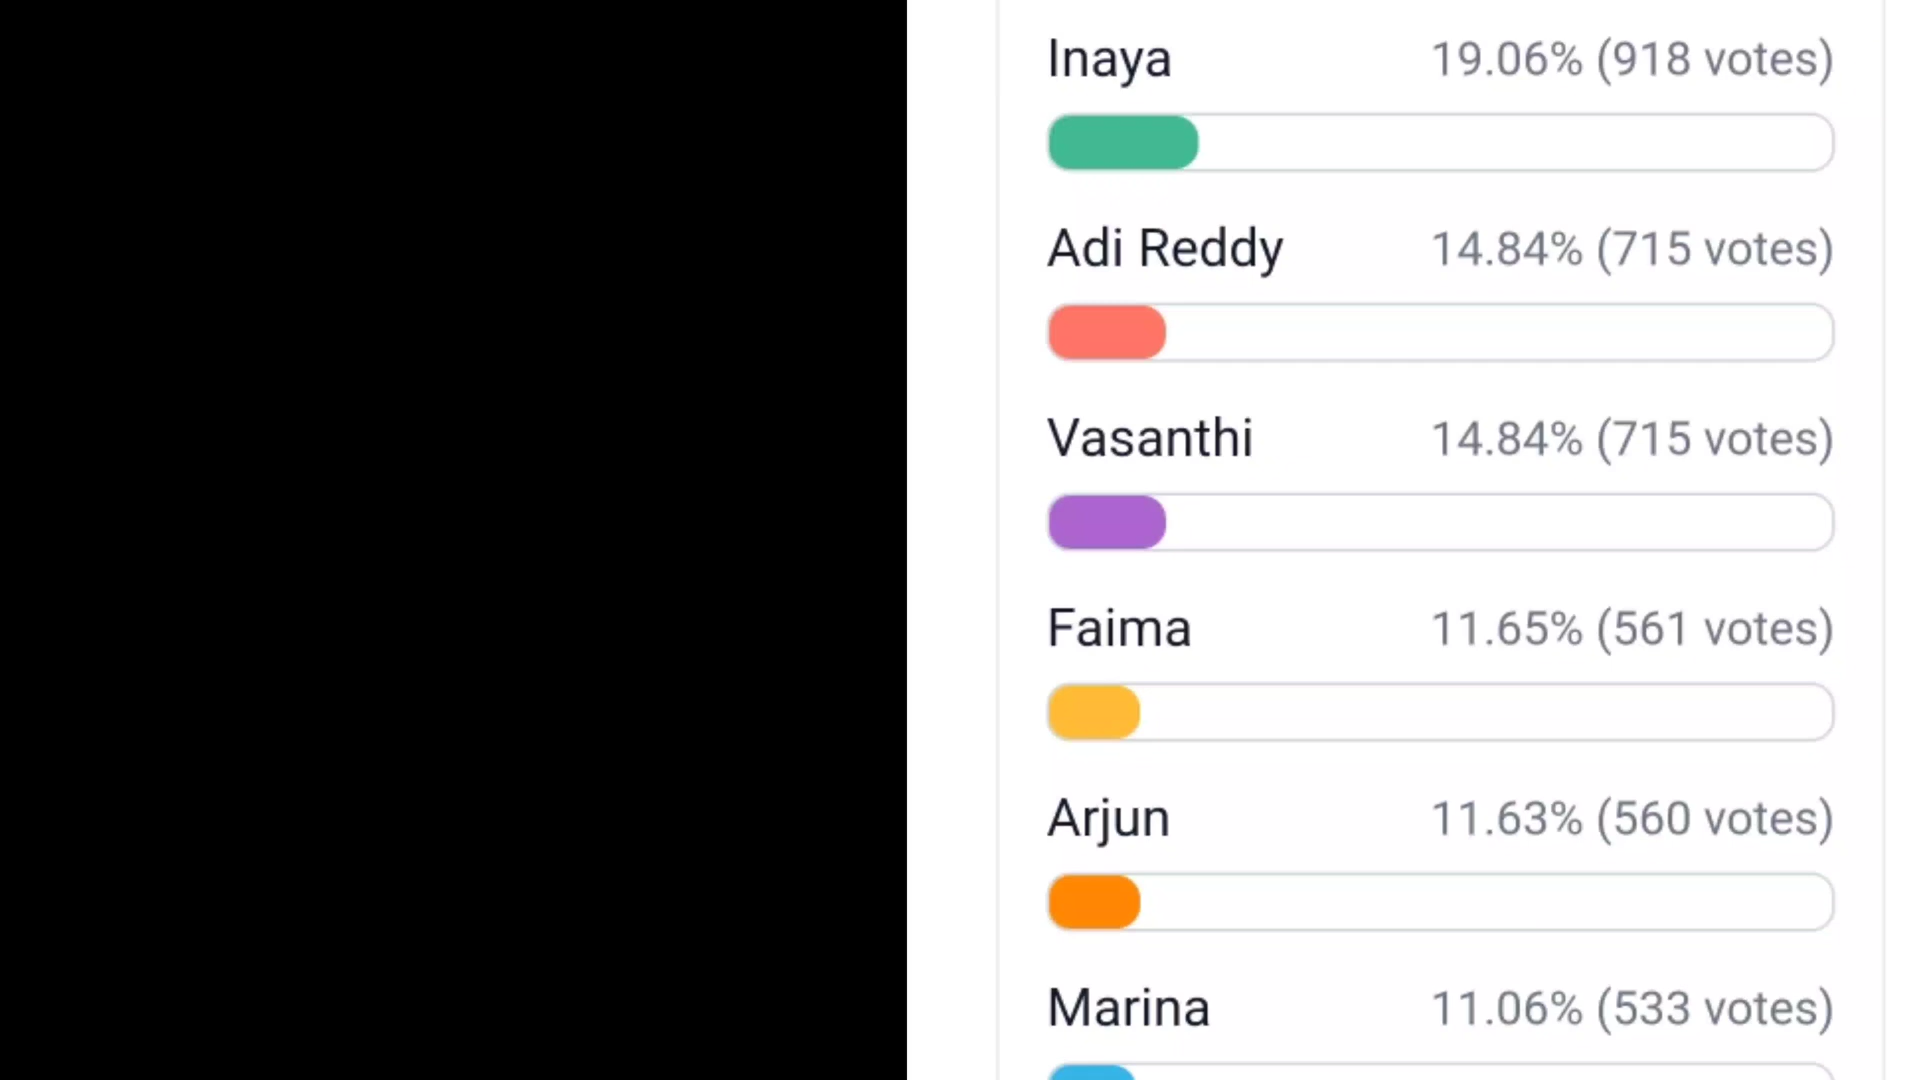 Inaya 19.06% (918 votes)
Adi Reddy 14.84% (715 votes)
Vasanthi 14.84% (715 votes)
Faima 11.65% (561 votes)
Arjun 11.63% (560 votes)
Marina 11.06% (533 votes)